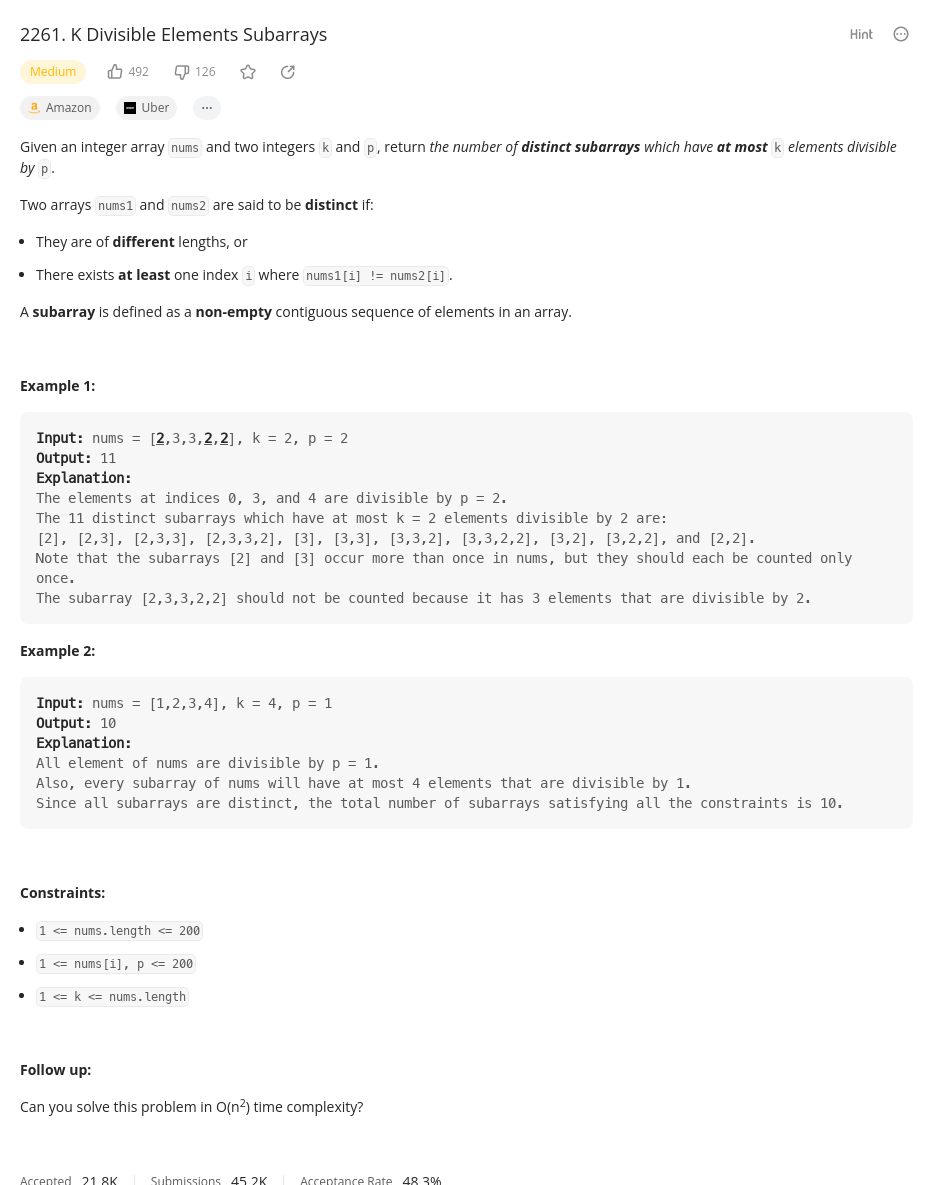 2261. K Divisible Elements Subarrays
Hint
Medium 492 126
Amazon Uber ...
Given an integer array nums and two integers k and p, return the number of distinct subarrays which have at most k elements divisible
by p.
Two arrays nums1 and nums2 are said to be distinct if:
• They are of different lengths, or
• There exists at least one index i where nums1[i] != nums2[i].
A subarray is defined as a non-empty contiguous sequence of elements in an array.
Example 1:
Input: nums = [2,3,3,2,2], k = 2, p = 2
Output: 11
Explanation:
The elements at indices 0, 3, and 4 are divisible by p = 2.
The 11 distinct subarrays which have at most k = 2 elements divisible by 2 are:
[2], [2,3], [2,3,3], [2,3,3,2], [3], [3,3], [3,3,2], [3,3,2,2], [3,2], [3,2,2], and [2,2].
Note that the subarrays [2] and [3] occur more than once in nums, but they should each be counted only
once.
The subarray [2,3,3,2,2] should not be counted because it has 3 elements that are divisible by 2.
Example 2:
Input: nums = [1,2,3,4], k = 4, p = 1
Output: 10
Explanation:
All element of nums are divisible by p = 1.
Also, every subarray of nums will have at most 4 elements that are divisible by 1.
Since all subarrays are distinct, the total number of subarrays satisfying all the constraints is 10.
Constraints:
• 1 <= nums.length <= 200
• 1 <= nums[i], p <= 200
• 1 <= k <= nums.length
Follow up:
Can you solve this problem in O(n²) time complexity?
Accepted 21.8K Submissions 45.2K Acceptance Rate 48.3%